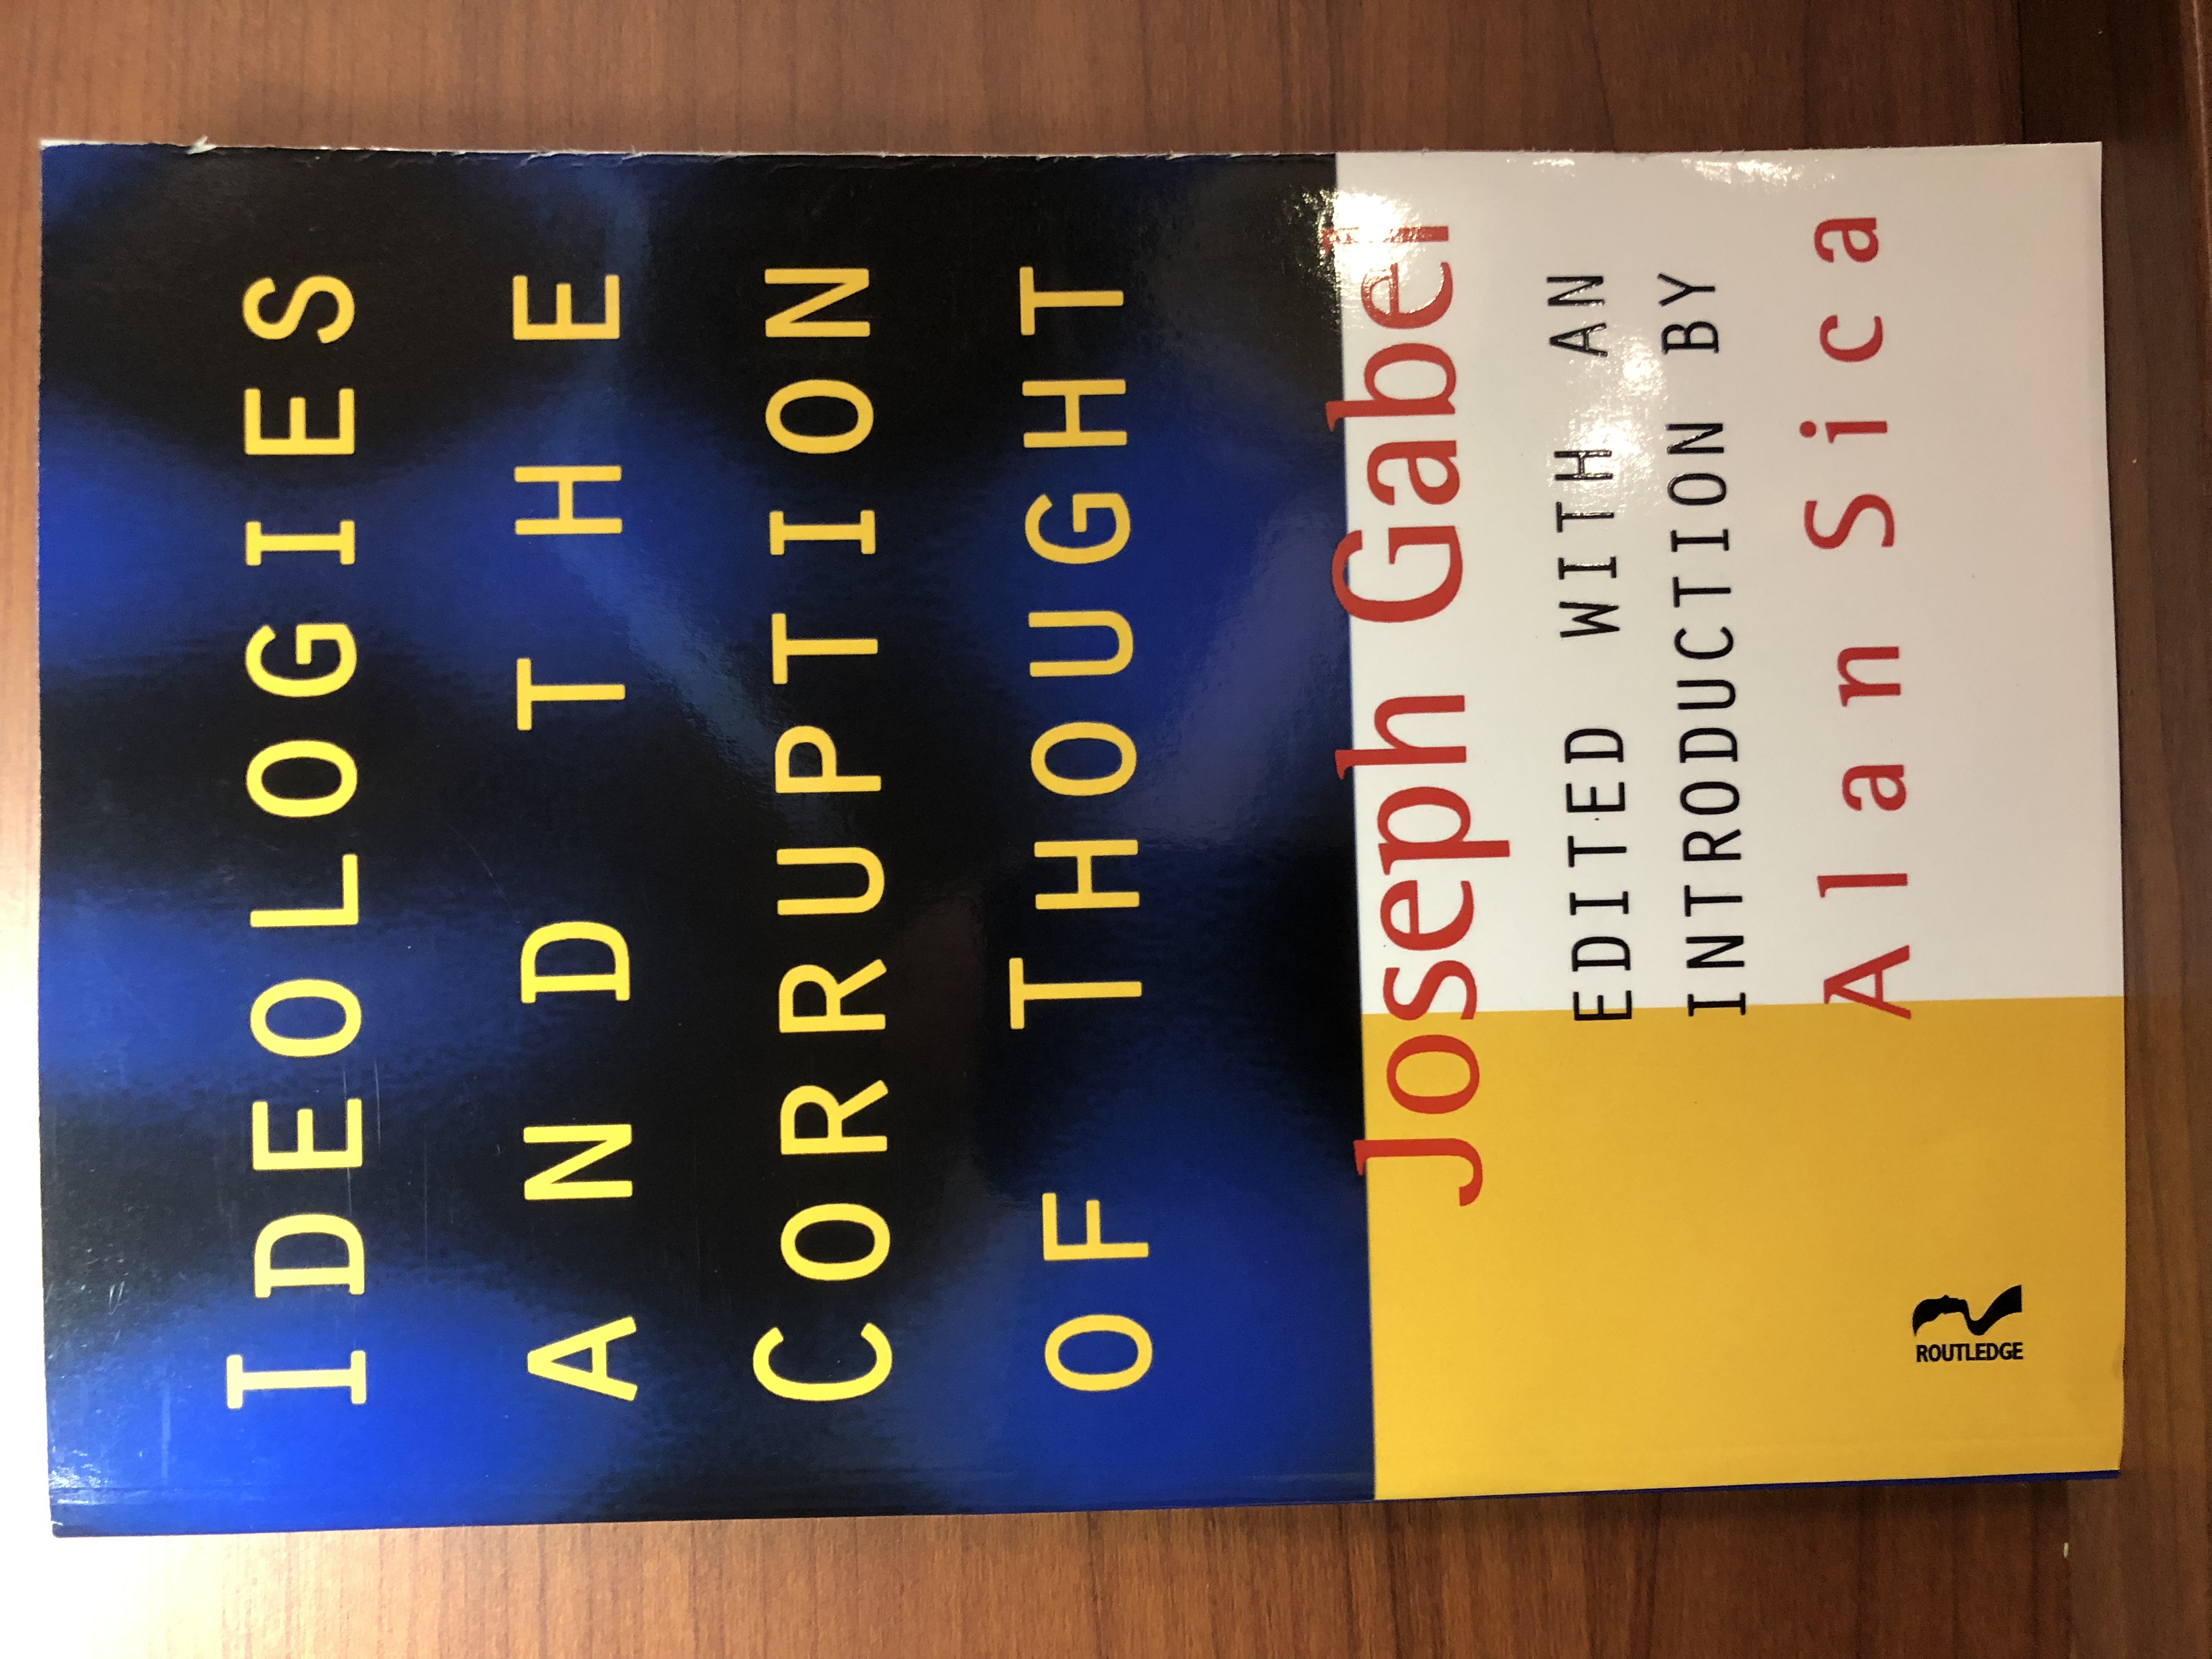 IDEOLOGIES
AND THE
CORRUPTION
OF THOUGHT
Joseph Gabel
EDITED WITH AN
INTRODUCTION BY
Alan Sica
ROUTLEDGE